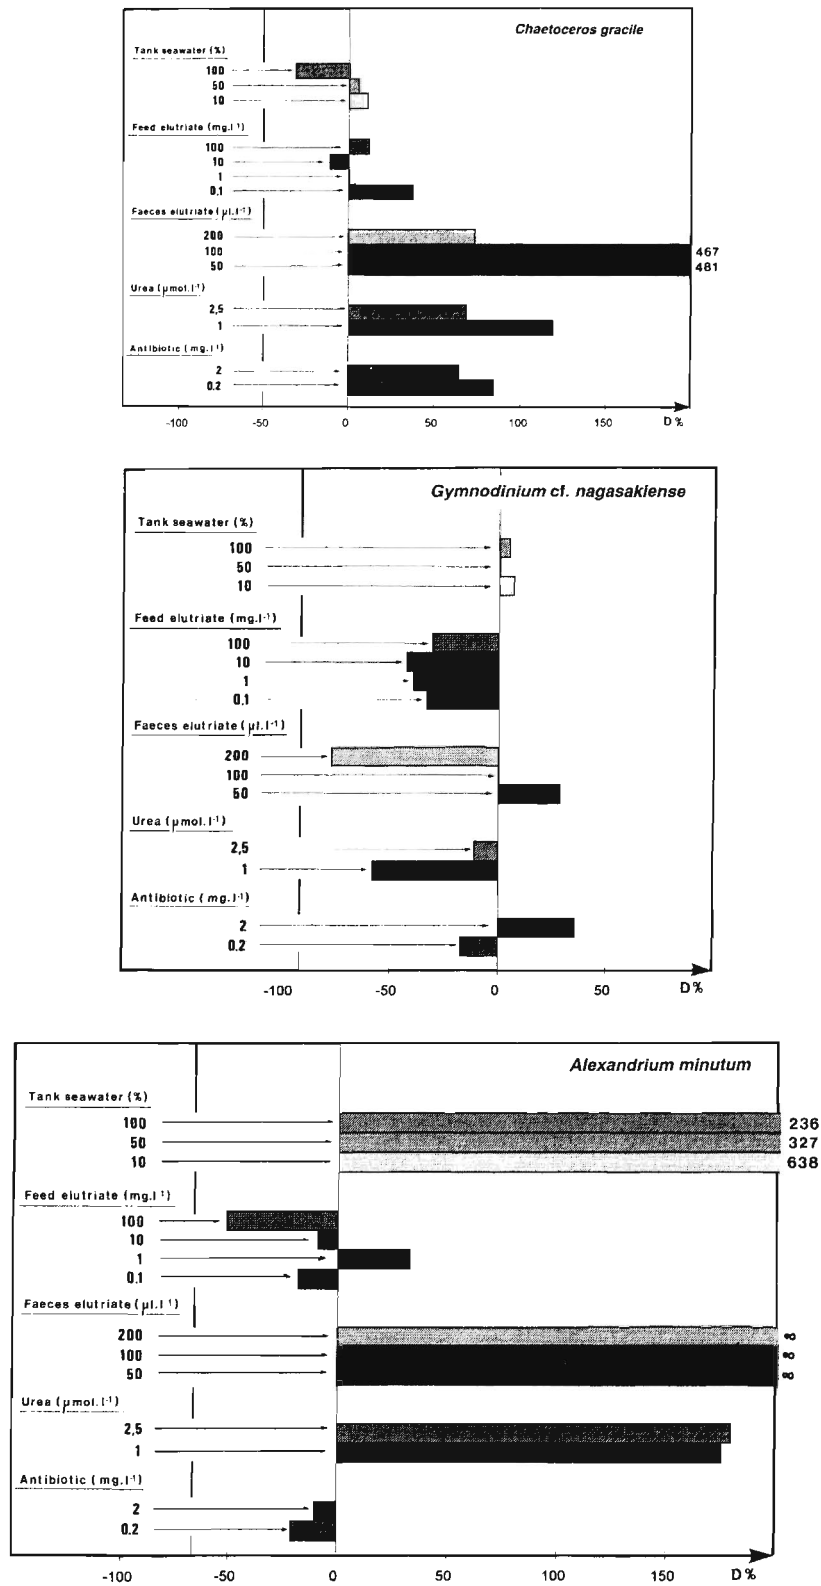 Chaetoceros gracile
Tank seawater (%)
100
50
10
Feed elutriate (mg.l-1)
100
10
1
0.1
Faeces elutriate (µl.l-1)
200
100 467
50 481
Urea (µmol.l-1)
2,5
1
Antibiotic (mg.l-1)
2
0.2
-100 -50 0 50 100 150 D%
Gymnodinium cf. nagasakiense
Tank seawater (%)
100
50
10
Feed elutriate (mg.l-1)
100
10
1
0.1
Faeces elutriate (µl.l-1)
200
100
50
Urea (µmol.l-1)
2,5
1
Antibiotic (mg.l-1)
2
0.2
-100 -50 0 50 D%
Alexandrium minutum
Tank seawater (%)
100 236
50 327
10 638
Feed elutriate (mg.l-1)
100
10
1
0.1
Faeces elutriate (µl.l-1)
200 ∞
100 ∞
50 ∞
Urea (µmol.l-1)
2,5
1
Antibiotic (mg.l-1)
2
0.2
-100 -50 0 50 100 150 D%